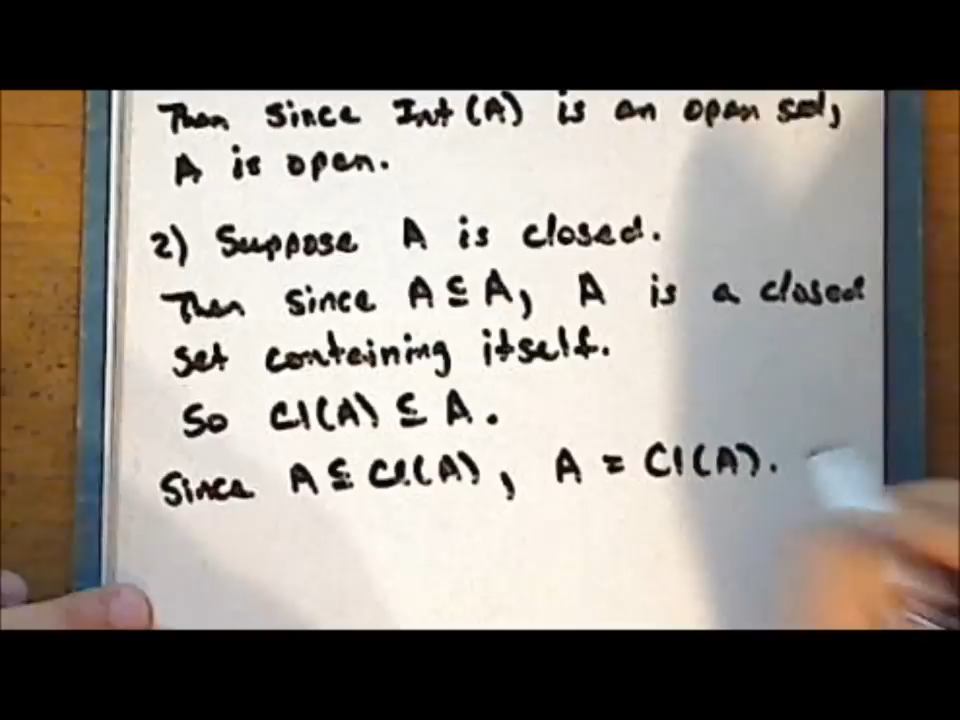 Then since Int(A) is an open set,
A is open.
2) Suppose A is closed.
Then since A ⊆ A, A is a closed
set containing itself.
So Cl(A) ⊆ A.
Since A ⊆ Cl(A), A = Cl(A).